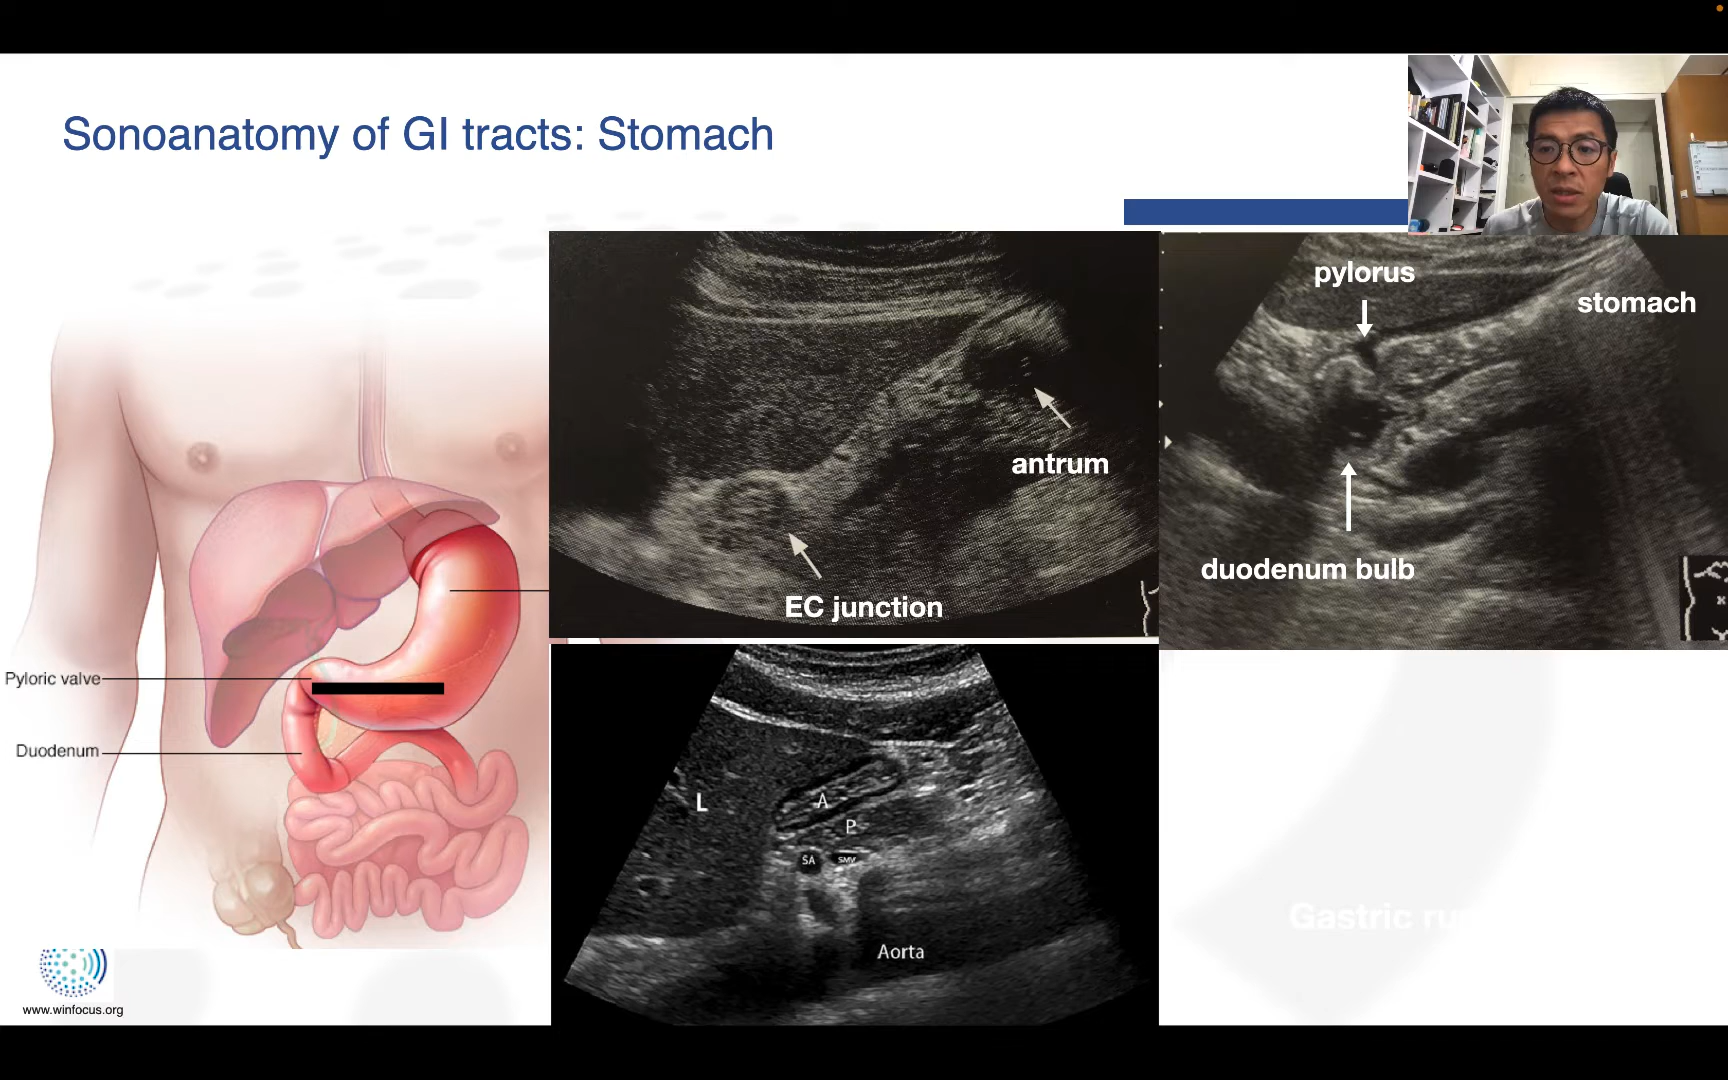 Sonoanatomy of GI tracts: Stomach
pylorus
stomach
antrum
EC junction
duodenum bulb
Pyloric valve
Duodenum
L
A
P
SA
SMV
Aorta
Gastric
www.winfocus.org